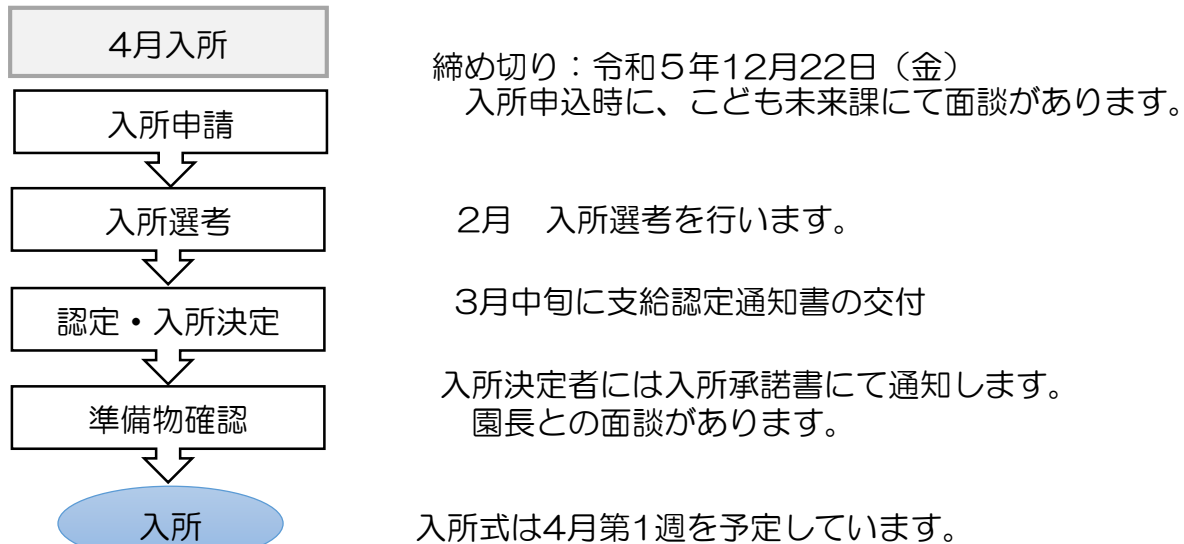 4月入所
締め切り：令和５年12月22日（金）
入所申込時に、こども未来課にて面談があります。
入所申請
入所選考
2月　入所選考を行います。
認定・入所決定
3月中旬に支給認定通知書の交付
入所決定者には入所承諾書にて通知します。
準備物確認
園長との面談があります。
入所
入所式は4月第1週を予定しています。